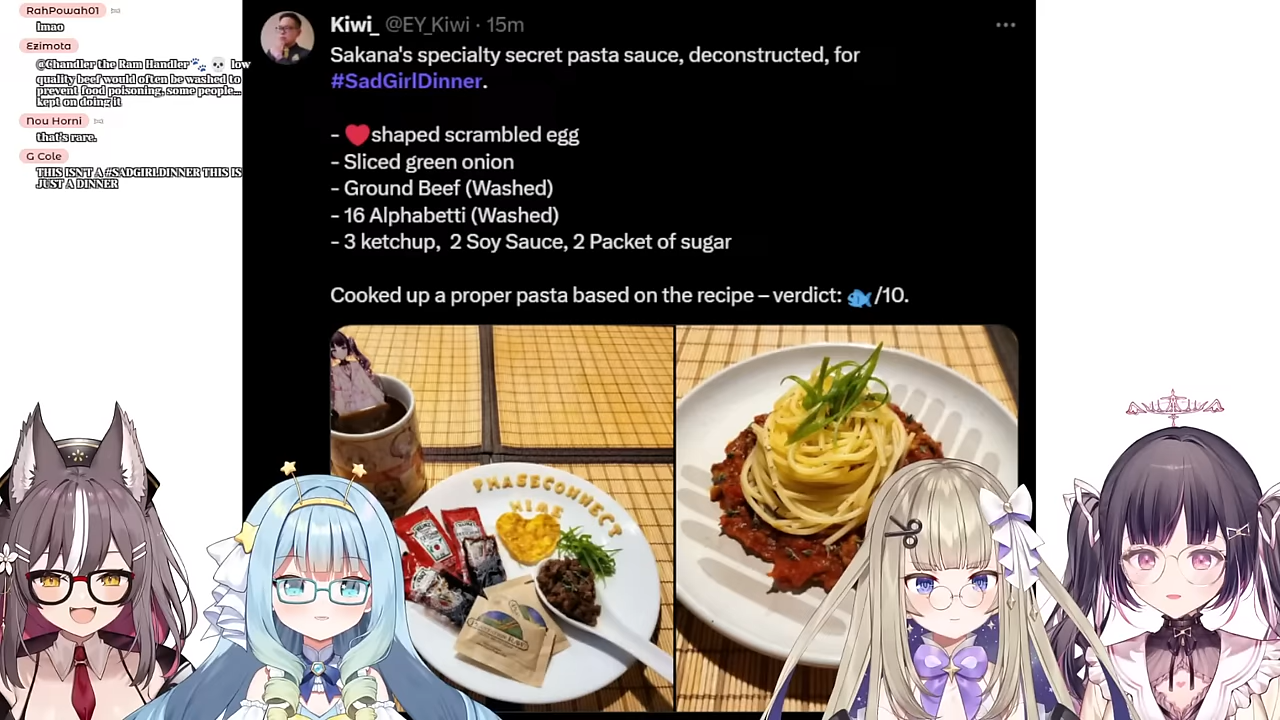 RahPowah01
lmao
Ezimota
@Chandler the Ram Handler🐾 💀 low
quality beef would often be washed to
prevent food poisoning, some people...
kept on doing it
Nou Horni
that's rare.
G Cole
THIS ISN'T A #SADGIRLDINNER THIS IS
JUST A DINNER
Kiwi_ @EY_Kiwi · 15m
Sakana's specialty secret pasta sauce, deconstructed, for
#SadGirlDinner.
- ❤️shaped scrambled egg
- Sliced green onion
- Ground Beef (Washed)
- 16 Alphabetti (Washed)
- 3 ketchup,  2 Soy Sauce, 2 Packet of sugar
Cooked up a proper pasta based on the recipe – verdict: 🐟/10.
PHASECONNECT
HIRE
HEINZ